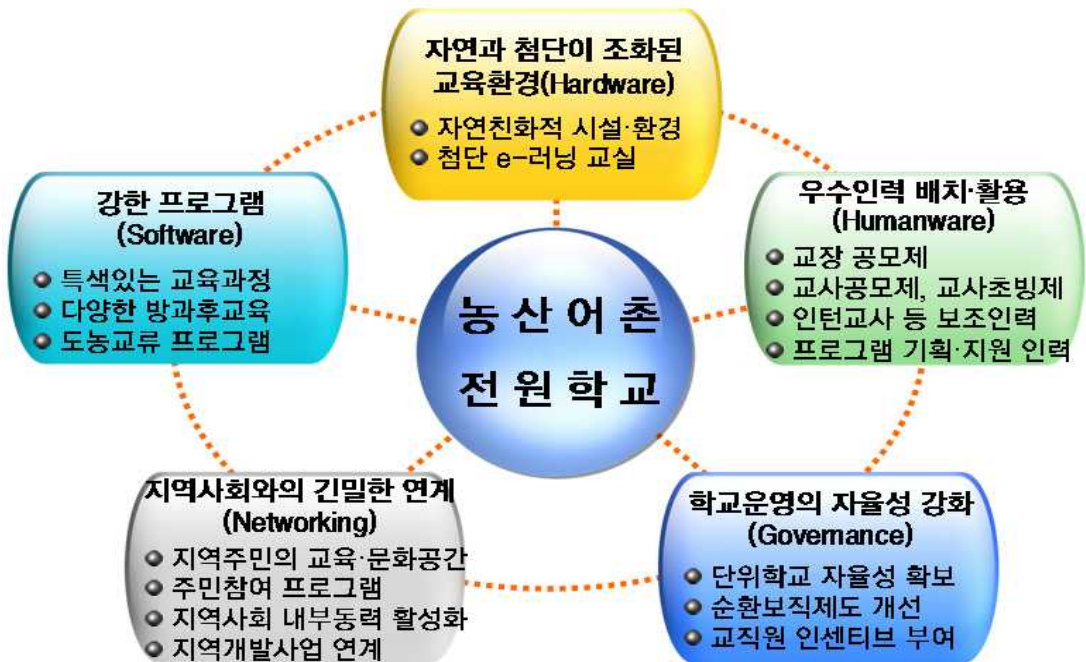 자연과 첨단이 조화된
교육환경(Hardware)
자연친화적 시설·환경
첨단 e-러닝 교실
강한 프로그램
(Software)
특색있는 교육과정
다양한 방과후교육
도농교류 프로그램
우수인력 배치·활용
(Humanware)
교장 공모제
교사공모제, 교사초빙제
인턴교사 등 보조인력
프로그램 기획·지원 인력
농산어촌
전원학교
지역사회와의 긴밀한 연계
(Networking)
지역주민의 교육·문화공간
주민참여 프로그램
지역사회 내부동력 활성화
지역개발사업 연계
학교운영의 자율성 강화
(Governance)
단위학교 자율성 확보
순환보직제도 개선
교직원 인센티브 부여